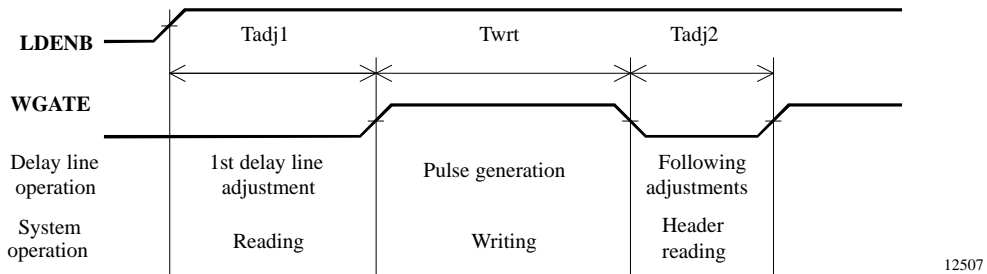 Tadj1 Twrt Tadj2
LDENB
WGATE
Delay line operation 1st delay line adjustment Pulse generation Following adjustments
System operation Reading Writing Header reading
12507